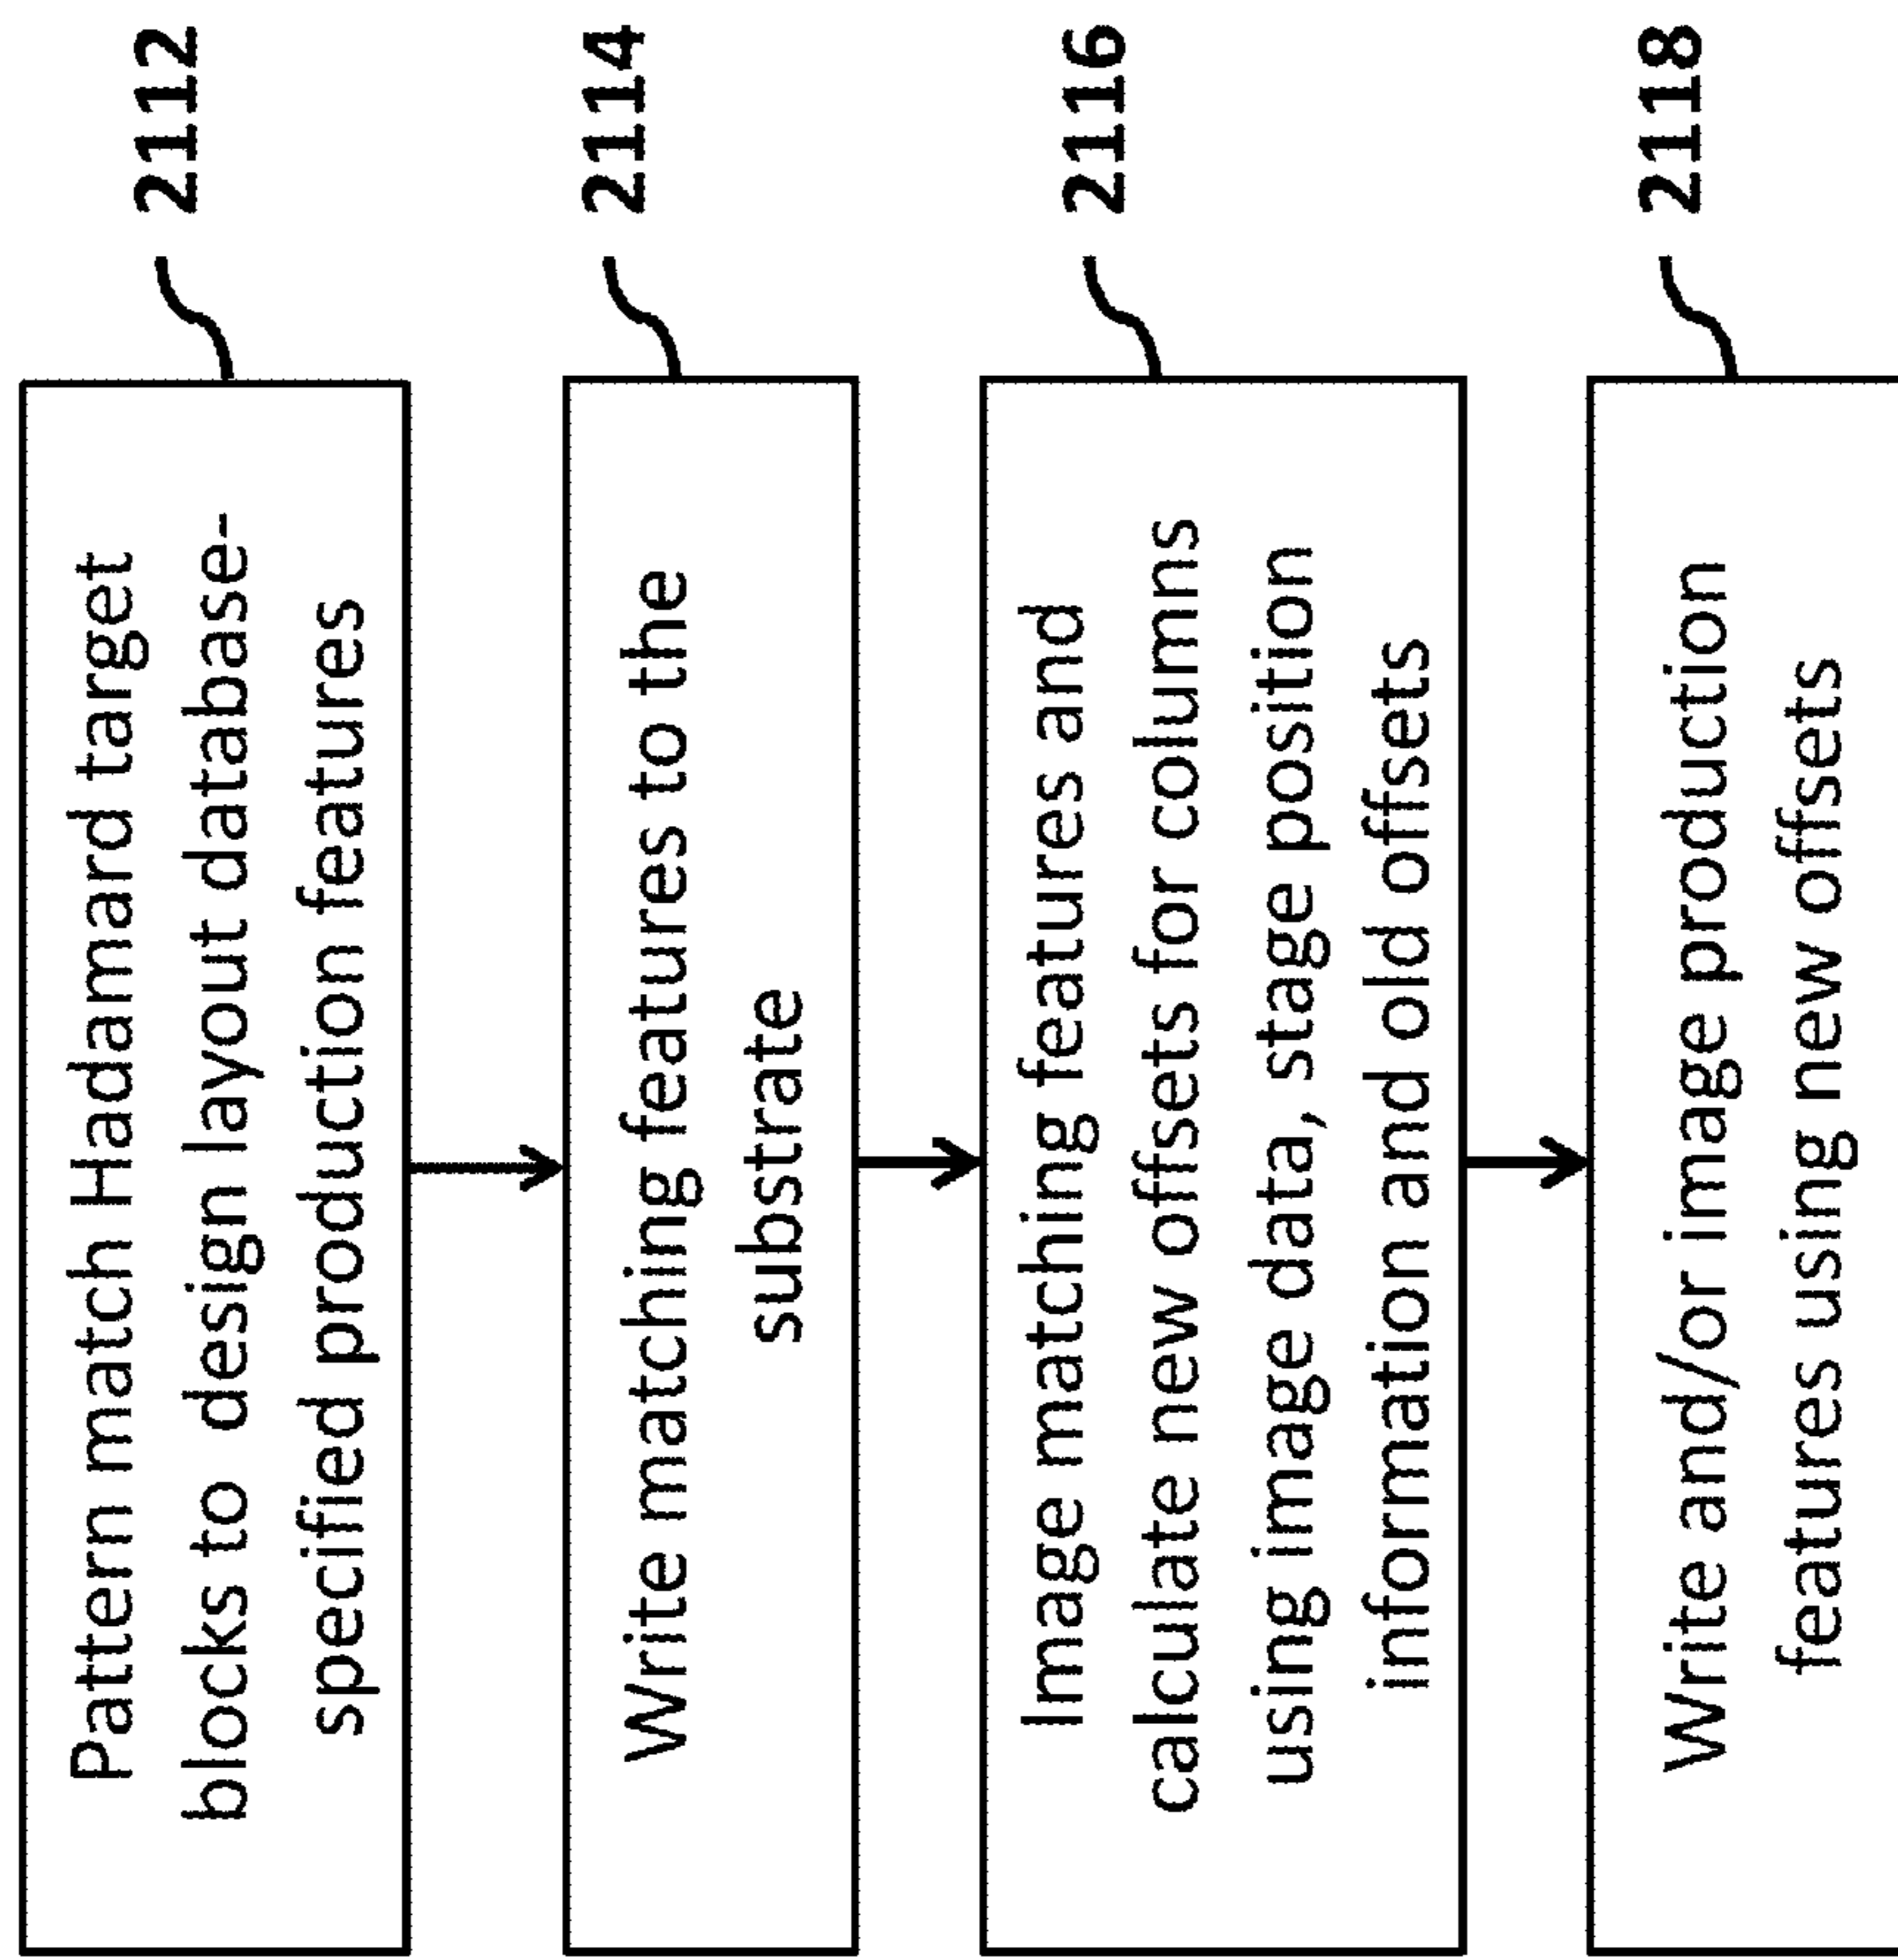 Pattern match Hadamard target
blocks to design layout database-
specified production features
2112
Write matching features to the
substrate
2114
Image matching features and
calculate new offsets for columns
using image data, stage position
information and old offsets
2116
Write and/or image production
features using new offsets
2118